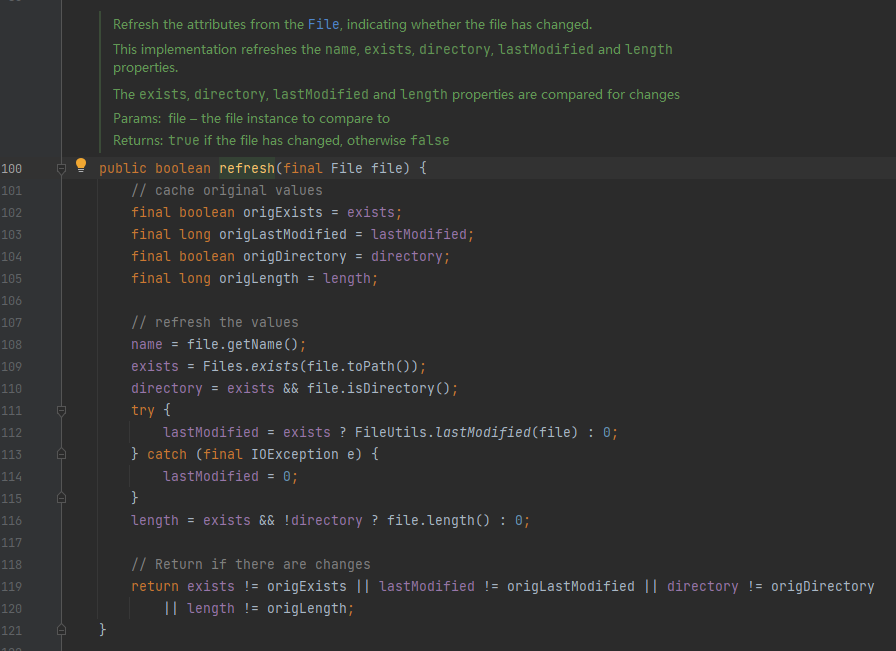 Refresh the attributes from the File, indicating whether the file has changed.
This implementation refreshes the name, exists, directory, lastModified and length
properties.
The exists, directory, lastModified and length properties are compared for changes
Params: file – the file instance to compare to
Returns: true if the file has changed, otherwise false
100 public boolean refresh(final File file) {
101 // cache original values
102 final boolean origExists = exists;
103 final long origLastModified = lastModified;
104 final boolean origDirectory = directory;
105 final long origLength = length;
106
107 // refresh the values
108 name = file.getName();
109 exists = Files.exists(file.toPath());
110 directory = exists && file.isDirectory();
111 try {
112 lastModified = exists ? FileUtils.lastModified(file) : 0;
113 } catch (final IOException e) {
114 lastModified = 0;
115 }
116 length = exists && !directory ? file.length() : 0;
117
118 // Return if there are changes
119 return exists != origExists || lastModified != origLastModified || directory != origDirectory
120 || length != origLength;
121 }